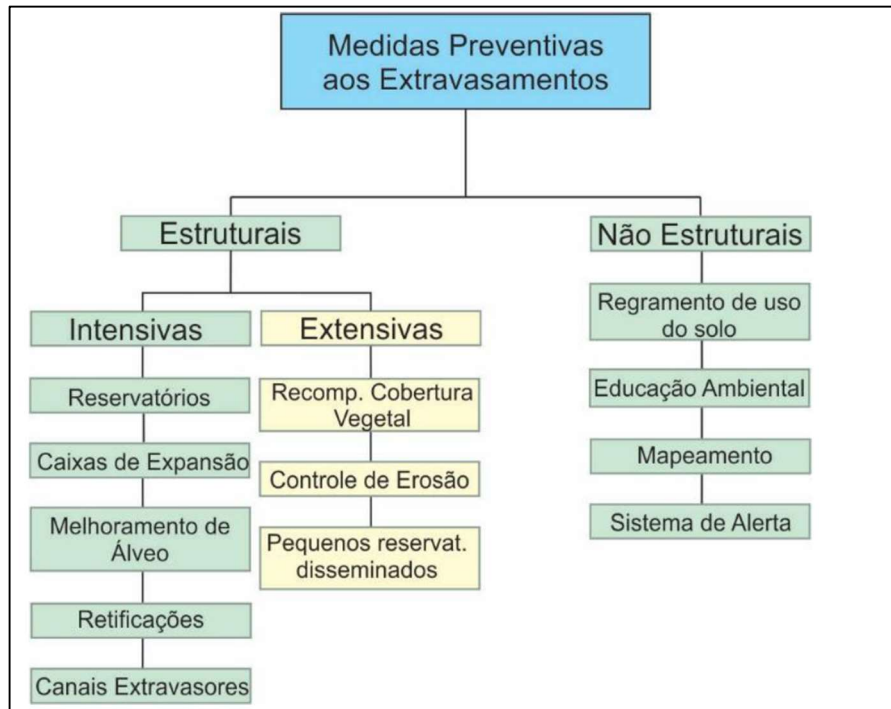 Medidas Preventivas
aos Extravasamentos
Estruturais
Não Estruturais
Intensivas
Extensivas
Reservatórios
Caixas de Expansão
Melhoramento de
Álveo
Retificações
Canais Extravasores
Recomp. Cobertura
Vegetal
Controle de Erosão
Pequenos reservat.
disseminados
Regramento de uso
do solo
Educação Ambiental
Mapeamento
Sistema de Alerta